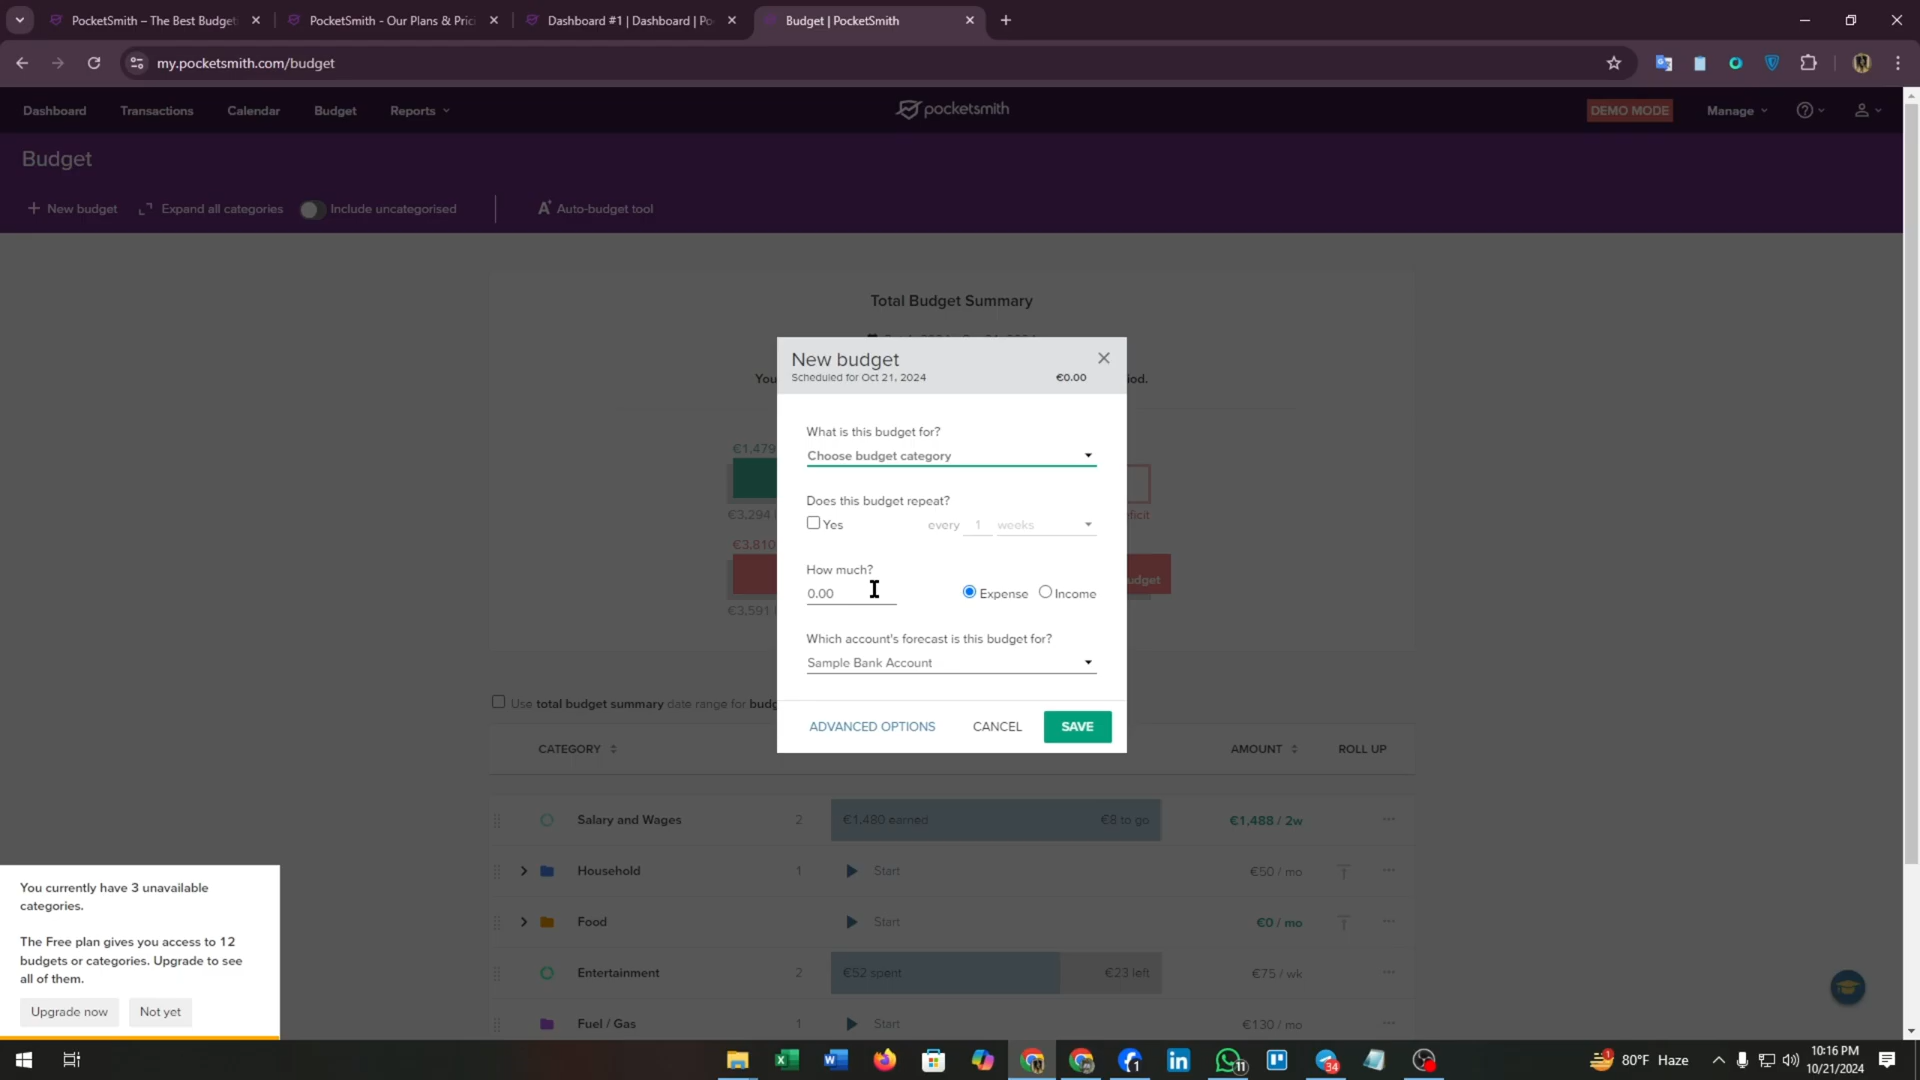 PocketSmith – The Best Budget
PocketSmith - Our Plans & Pric
Dashboard #1 | Dashboard | Po
Budget | PocketSmith
my.pocketsmith.com/budget
Dashboard
Transactions
Calendar
Budget
Reports
pocketsmith
DEMO MODE
Manage
Budget
New budget
Expand all categories
Include uncategorised
Auto-budget tool
Total Budget Summary
You
iod.
€1,479
€3,294
eficit
€3,810
udget
€3,591
New budget
Scheduled for Oct 21, 2024
€0.00
What is this budget for?
Choose budget category
Does this budget repeat?
Yes
every 1 weeks
How much?
0.00
Expense
Income
Which account's forecast is this budget for?
Sample Bank Account
ADVANCED OPTIONS
CANCEL
SAVE
Use total budget summary date range for budg
CATEGORY
AMOUNT
ROLL UP
Salary and Wages
2
€1,480 earned
€8 to go
€1,488 / 2w
Household
1
Start
€50 / mo
Food
Start
€0 / mo
Entertainment
2
€52 spent
€23 left
€75 / wk
Fuel / Gas
1
Start
€130 / mo
You currently have 3 unavailable
categories.
The Free plan gives you access to 12
budgets or categories. Upgrade to see
all of them.
Upgrade now
Not yet
1
11
34
1
80°F Haze
10:16 PM
10/21/2024